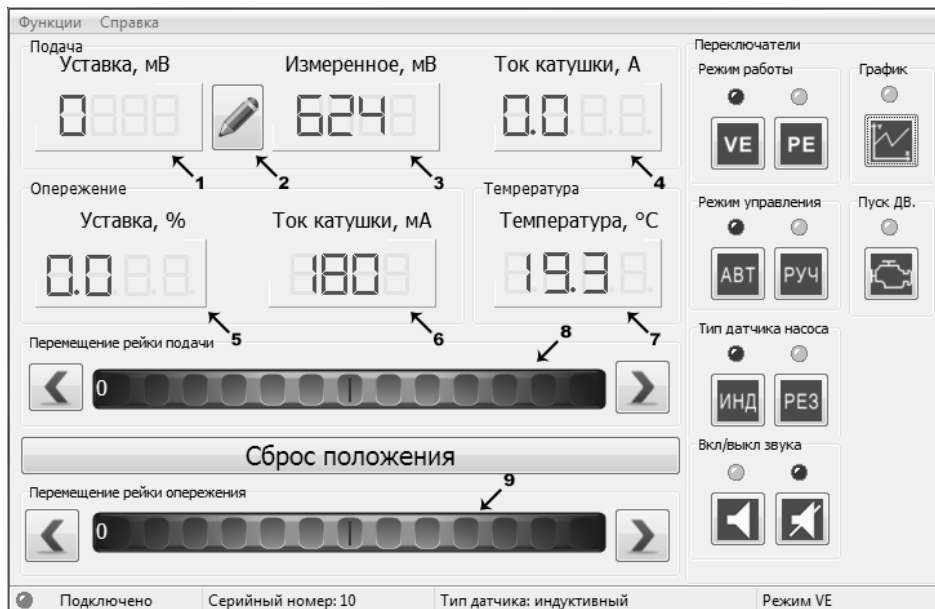 Функции Справка
Подача
Уставка, мВ Измеренное, мВ Ток катушки, А
0 624 0.0
1 2 3 4
Опережение Температура
Уставка, % Ток катушки, мА Температура, °C
0.0 180 19.3
5 6 7
Перемещение рейки подачи 8
0
Сброс положения
Перемещение рейки опережения 9
0
Переключатели
Режим работы График
VE PE
Режим управления Пуск ДВ.
АВТ РУЧ
Тип датчика насоса
ИНД РЕЗ
Вкл/выкл звука
Подключено Серийный номер: 10 Тип датчика: индуктивный Режим VE